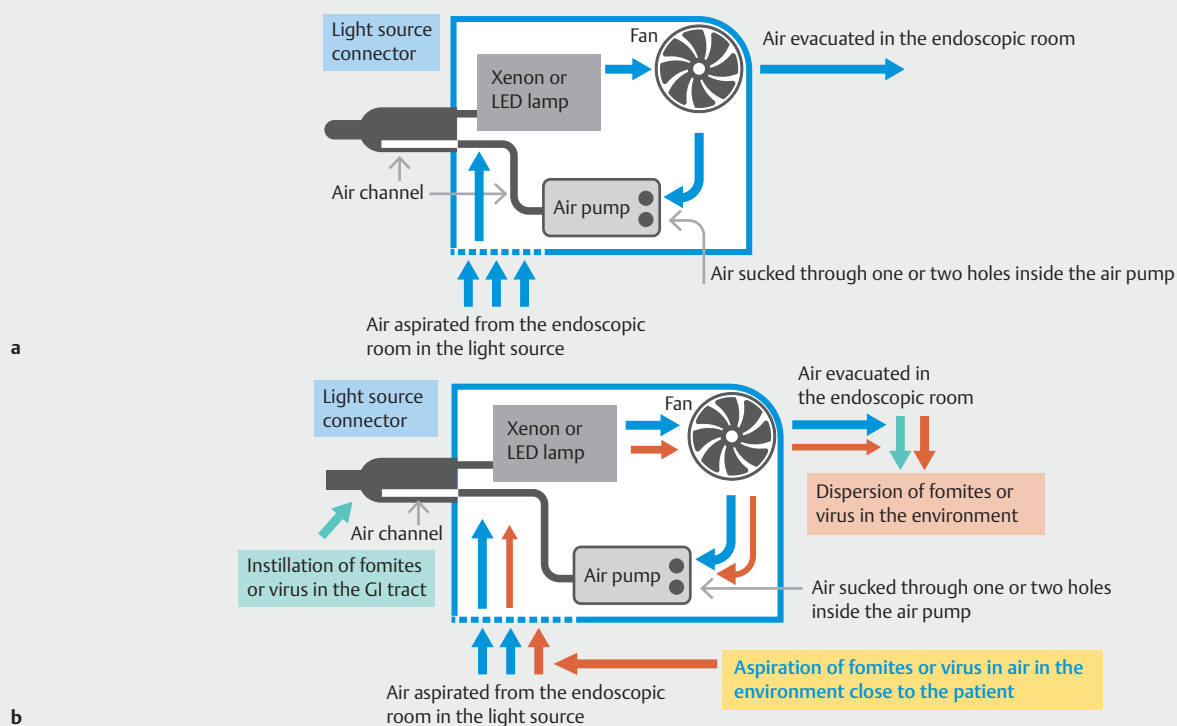 Light source
connector
Fan
Air evacuated in the endoscopic room
Xenon or
LED lamp
Air channel
Air pump
Air sucked through one or two holes inside the air pump
Air aspirated from the endoscopic
room in the light source
a
Light source
connector
Fan
Air evacuated in
the endoscopic room
Xenon or
LED lamp
Dispersion of fomites or
virus in the environment
Air channel
Instillation of fomites
or virus in the GI tract
Air pump
Air sucked through one or two holes
inside the air pump
Aspiration of fomites or virus in air in the
environment close to the patient
Air aspirated from the endoscopic
room in the light source
b